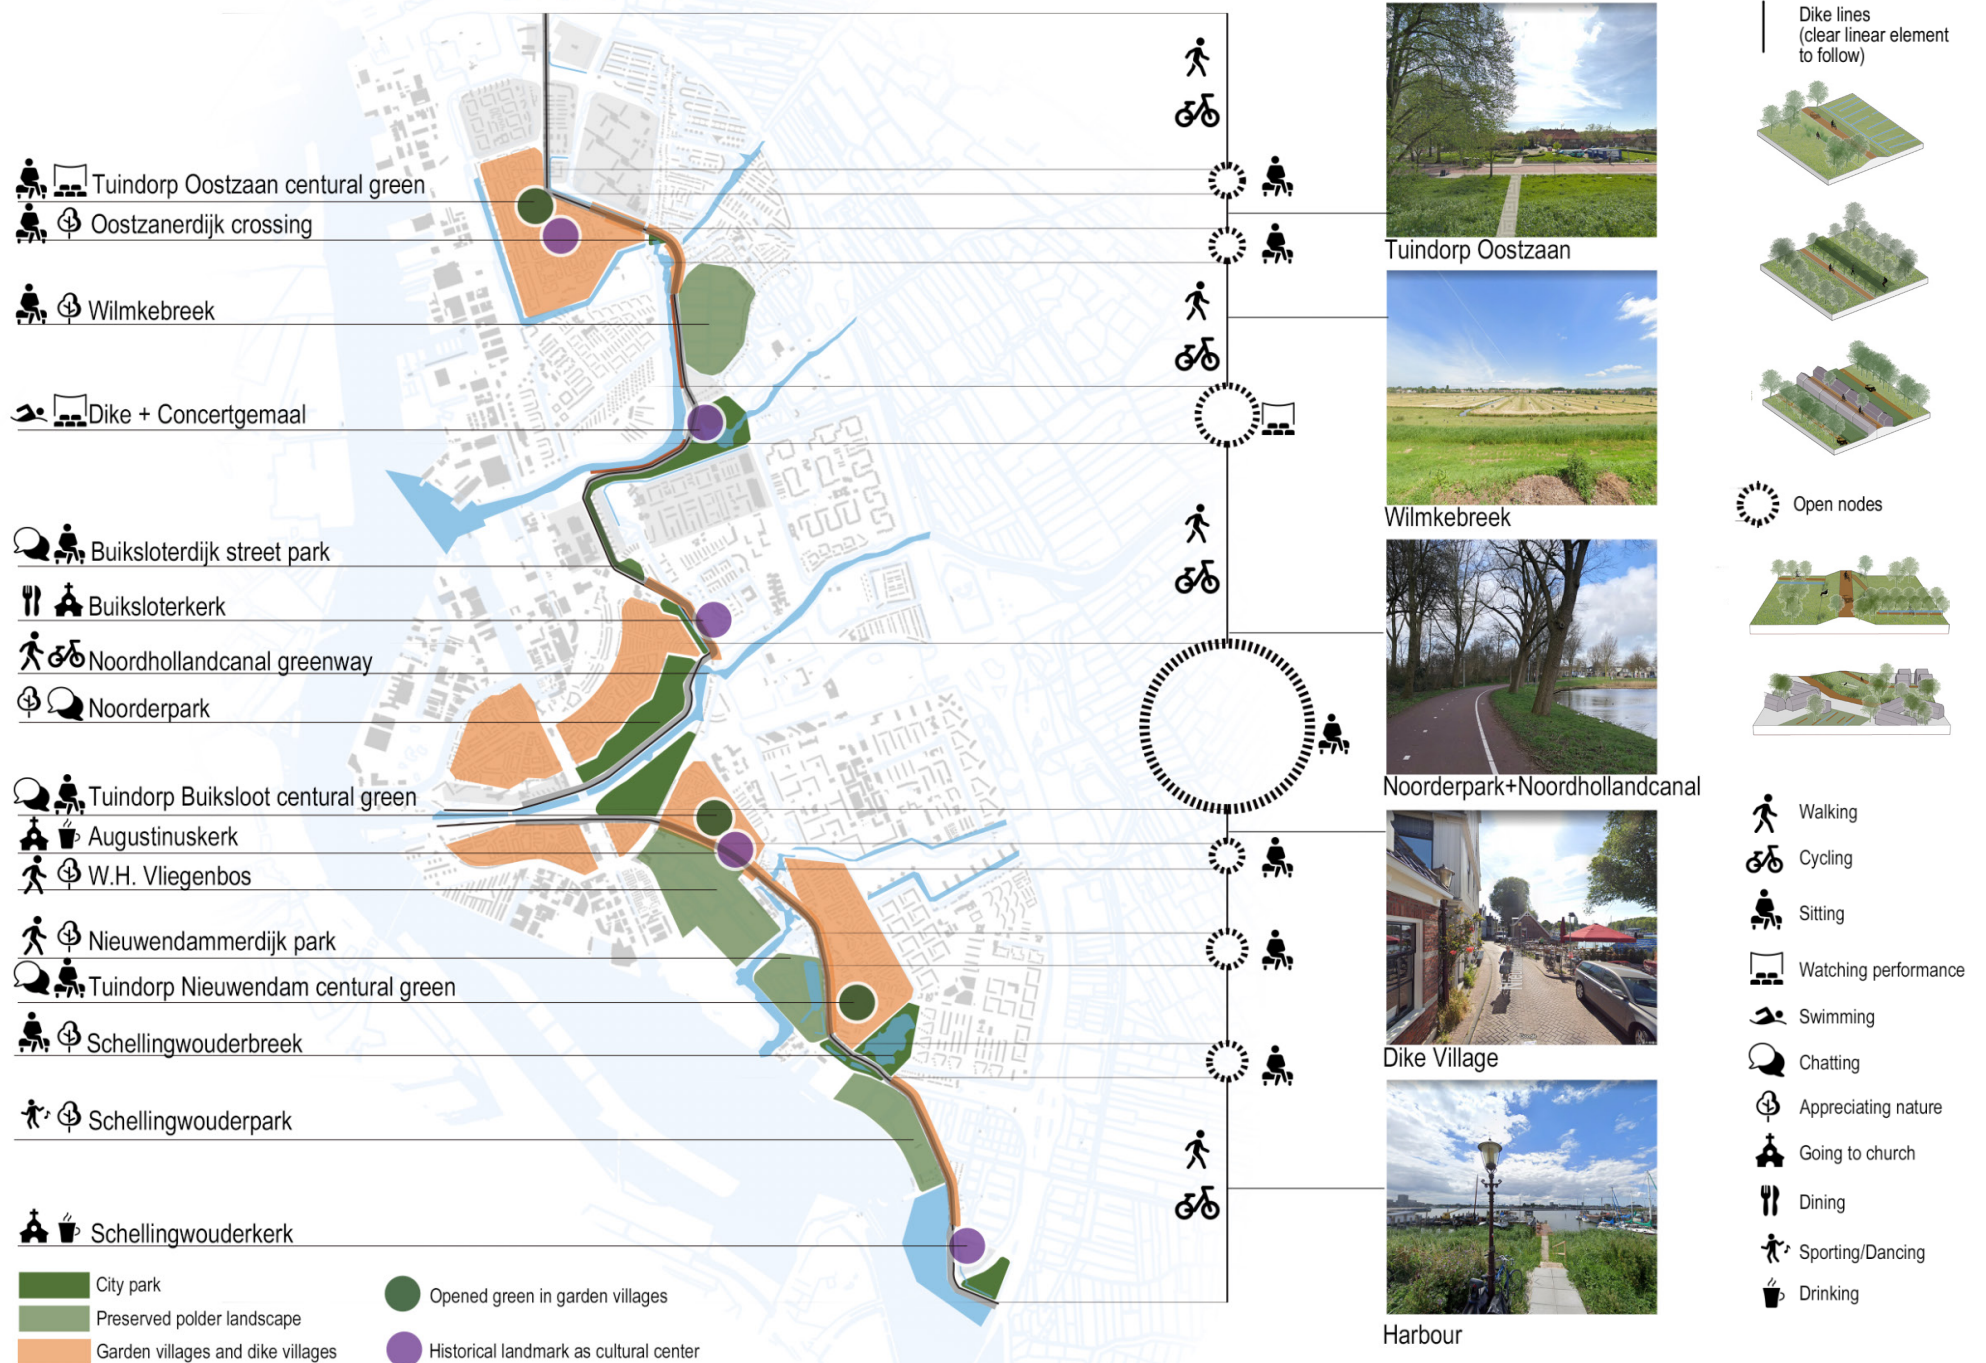 Tuindorp Oostzaan centural green
Oostzanerdijk crossing
Wilmkebreek
Dike + Concertgemaal
Buiksloterdijk street park
Buiksloterkerk
Noordhollandcanal greenway
Noorderpark
Tuindorp Buiksloot centural green
Augustinuskerk
W.H. Vliegenbos
Nieuwendammerdijk park
Tuindorp Nieuwendam centural green
Schellingwouderbreek
Schellingwouderpark
Schellingwouderkerk
City park
Preserved polder landscape
Garden villages and dike villages
Opened green in garden villages
Historical landmark as cultural center
Tuindorp Oostzaan
Wilmkebreek
Noorderpark+Noordhollandcanal
Dike Village
Harbour
Dike lines
(clear linear element
to follow)
Open nodes
Walking
Cycling
Sitting
Watching performance
Swimming
Chatting
Appreciating nature
Going to church
Dining
Sporting/Dancing
Drinking